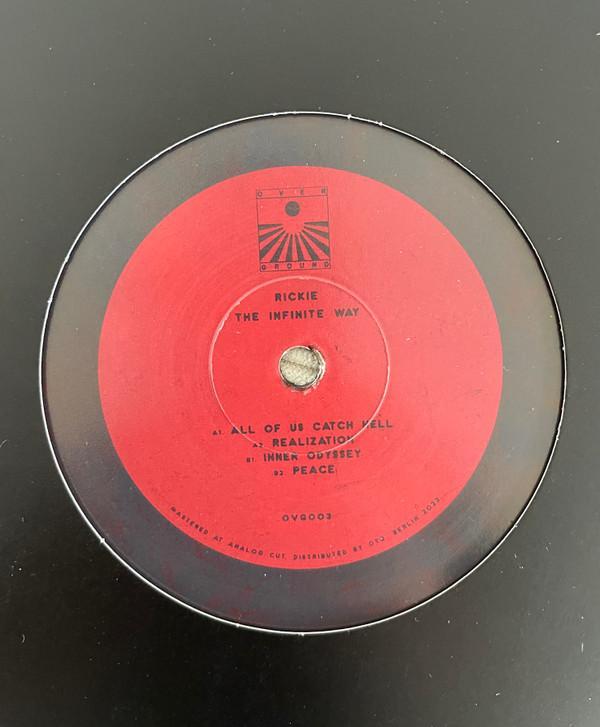 OVER
GROUND
RICKIE
THE INFINITE WAY
A1. ALL OF US CATCH HELL
A2. REALIZATION
B1. INNER ODYSSEY
B2. PEACE
OVG003
MASTERED AT ANALOG CUT, DISTRIBUTED BY OYO, BERLIN 2022